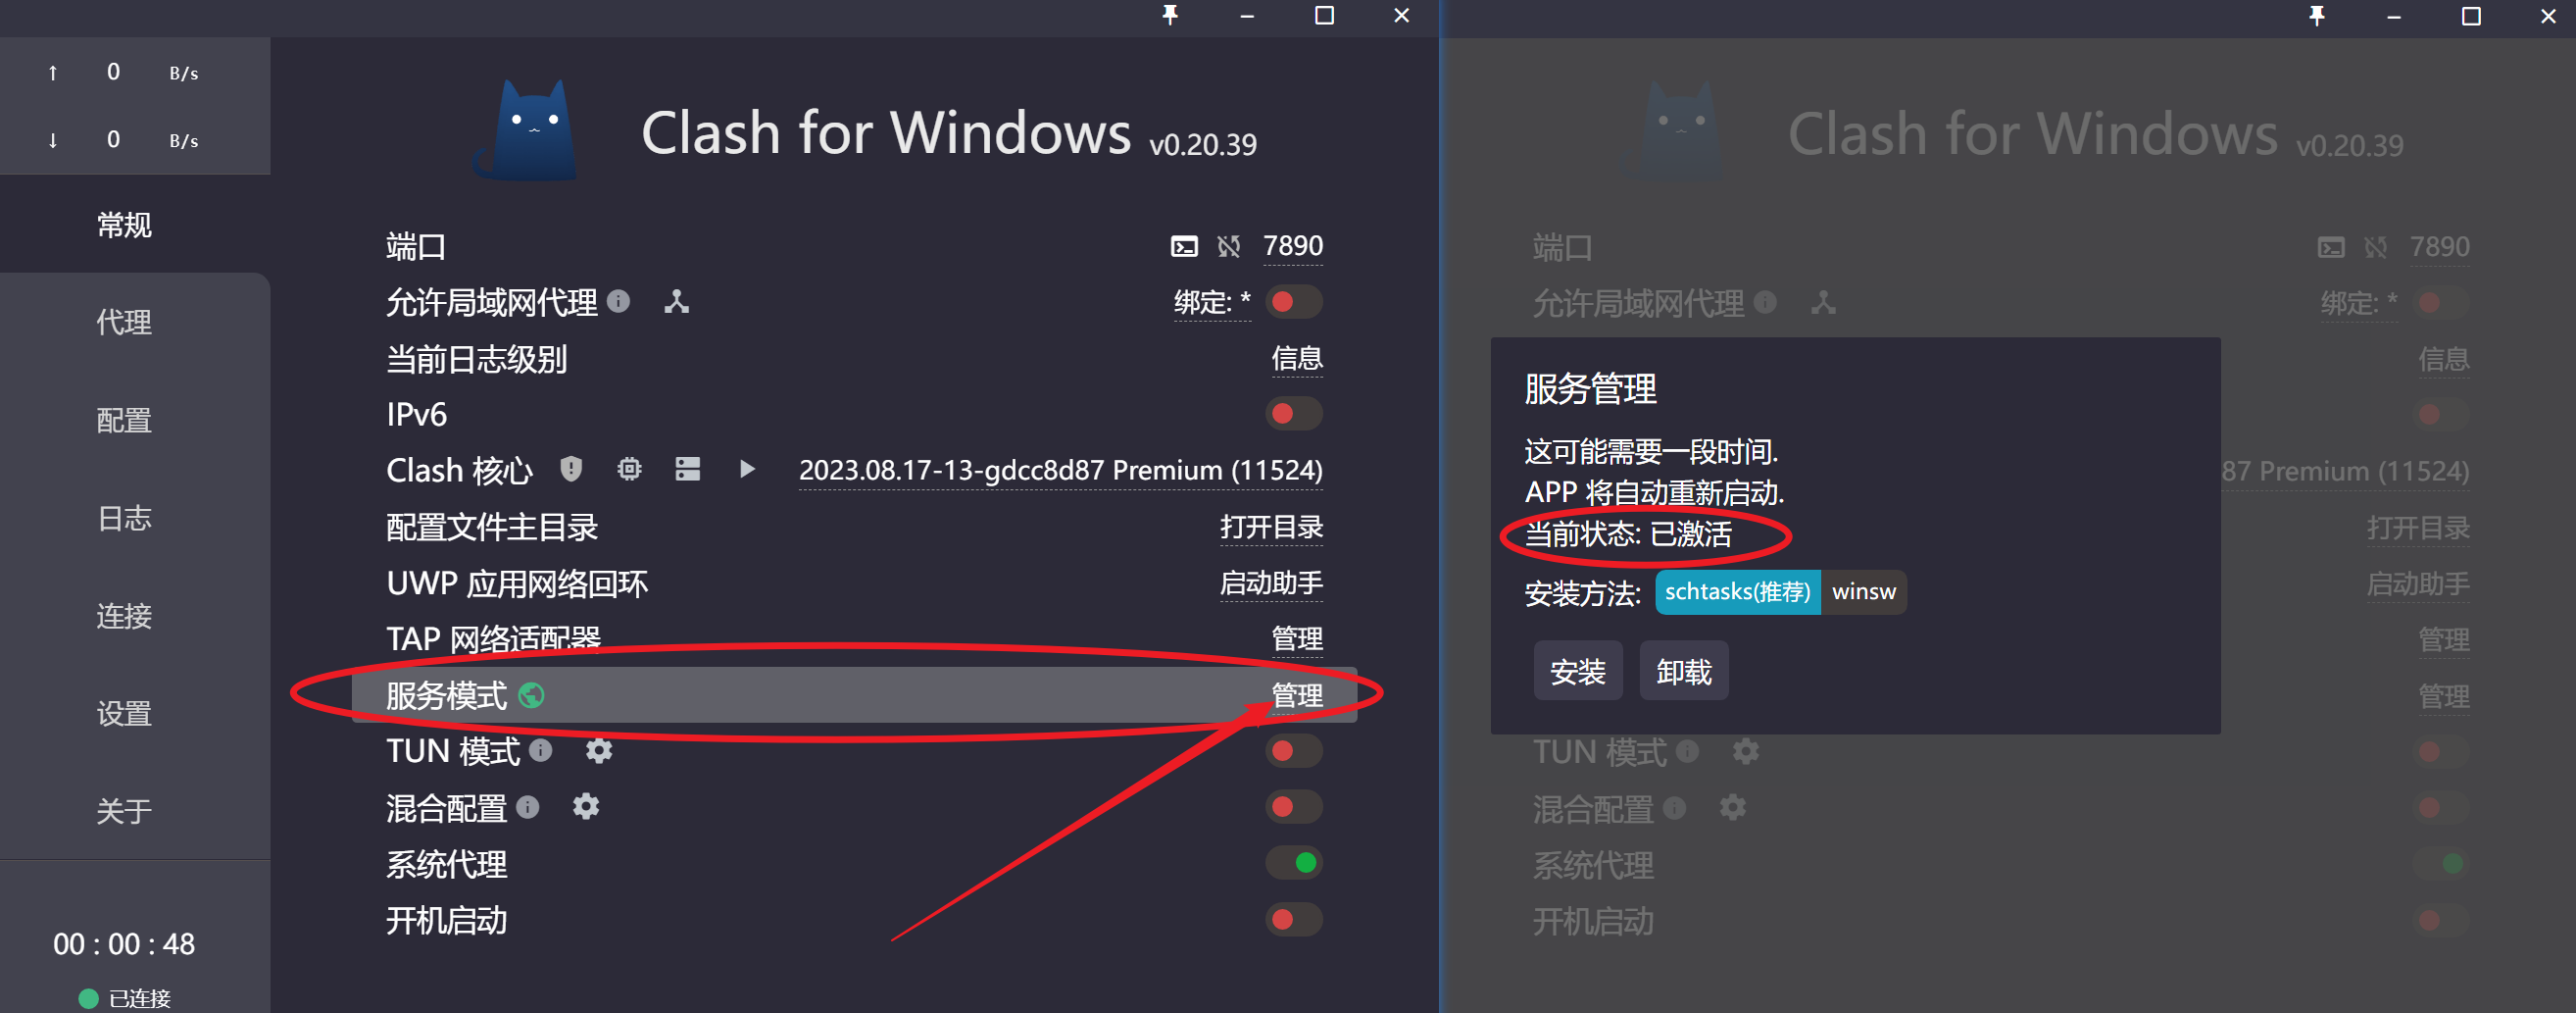 ↑ 0 B/s
↓ 0 B/s
常规
代理
配置
日志
连接
设置
关于
00 : 00 : 48
已连接
Clash for Windows v0.20.39
端口 7890
允许局域网代理 绑定: *
当前日志级别 信息
IPv6
Clash 核心 2023.08.17-13-gdcc8d87 Premium (11524)
配置文件主目录 打开目录
UWP 应用网络回环 启动助手
TAP 网络适配器 管理
服务模式 管理
TUN 模式
混合配置
系统代理
开机启动
Clash for Windows v0.20.39
端口 7890
允许局域网代理 绑定: *
信息
服务管理
这可能需要一段时间.
APP 将自动重新启动.
当前状态: 已激活
安装方法: schtasks(推荐) winsw
安装 卸载
87 Premium (11524)
打开目录
启动助手
管理
管理
TUN 模式
混合配置
系统代理
开机启动